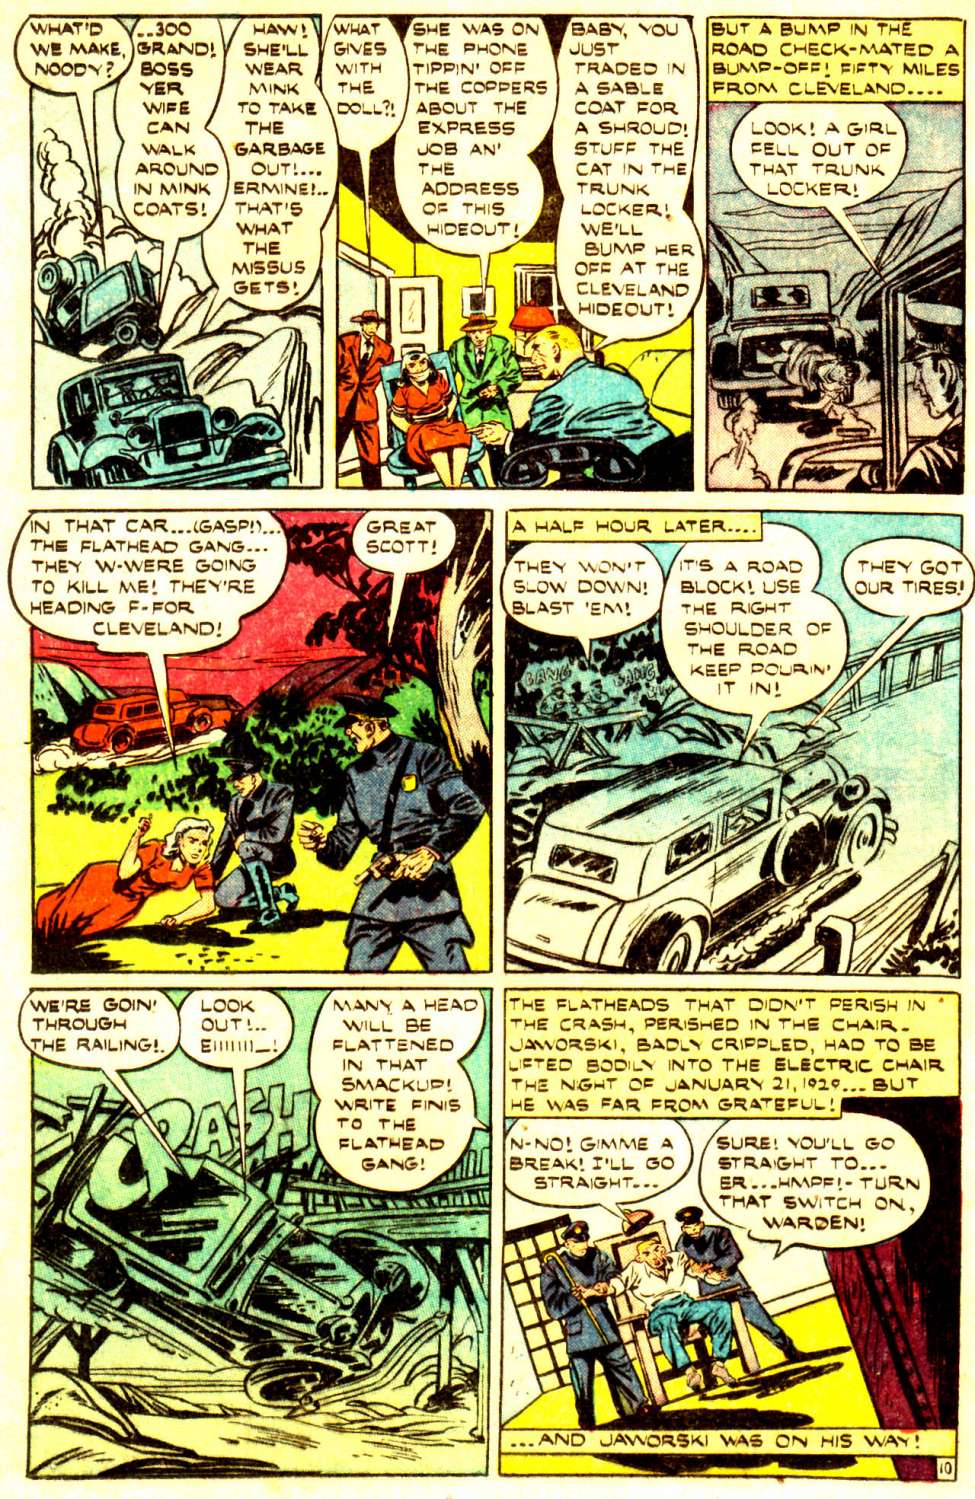 WHAT'D
WE MAKE,
NOODY?
...300
GRAND!
BOSS
YER
WIFE
CAN
WALK
AROUND
IN MINK
COATS!
HAW!
SHE'LL
WEAR
MINK
TO TAKE
THE
GARBAGE
OUT!...
ERMINE!..
THAT'S
WHAT
THE
MISSUS
GETS!
WHAT
GIVES
WITH
THE
DOLL?!
SHE WAS ON
THE PHONE
TIPPIN' OFF
THE COPPERS
ABOUT THE
EXPRESS
JOB AN'
THE
ADDRESS
OF THIS
HIDEOUT!
BABY, YOU
JUST
TRADED IN
A SABLE
COAT FOR
A SHROUD!
STUFF THE
CAT IN THE
TRUNK
LOCKER!
WE'LL
BUMP HER
OFF AT THE
CLEVELAND
HIDEOUT!
BUT A BUMP IN THE
ROAD CHECK-MATED A
BUMP-OFF! FIFTY MILES
FROM CLEVELAND....
LOOK! A GIRL
FELL OUT OF
THAT TRUNK
LOCKER!
IN THAT CAR...(GASP!)...
THE FLATHEAD GANG...
THEY W-WERE GOING
TO KILL ME! THEY'RE
HEADING F-FOR
CLEVELAND!
GREAT
SCOTT!
A HALF HOUR LATER....
THEY WON'T
SLOW DOWN!
BLAST 'EM!
BANG
BANG
IT'S A ROAD
BLOCK! USE
THE RIGHT
SHOULDER OF
THE ROAD
KEEP POURIN'
IT IN!
THEY GOT
OUR TIRES!
WE'RE GOIN'
THROUGH
THE RAILING!.
LOOK
OUT!...
EIIIIIII_!
MANY A HEAD
WILL BE
FLATTENED
IN THAT
SMACKUP!
WRITE FINIS
TO THE
FLATHEAD
GANG!
CRASH
THE FLATHEADS THAT DIDN'T PERISH IN
THE CRASH, PERISHED IN THE CHAIR.
JAWORSKI, BADLY CRIPPLED, HAD TO BE
LIFTED BODILY INTO THE ELECTRIC CHAIR
THE NIGHT OF JANUARY 21, 1929... BUT
HE WAS FAR FROM GRATEFUL!
N-NO! GIMME A
BREAK! I'LL GO
STRAIGHT...
SURE! YOU'LL GO
STRAIGHT TO...
ER...HMPF!- TURN
THAT SWITCH ON,
WARDEN!
...AND JAWORSKI WAS ON HIS WAY!
10